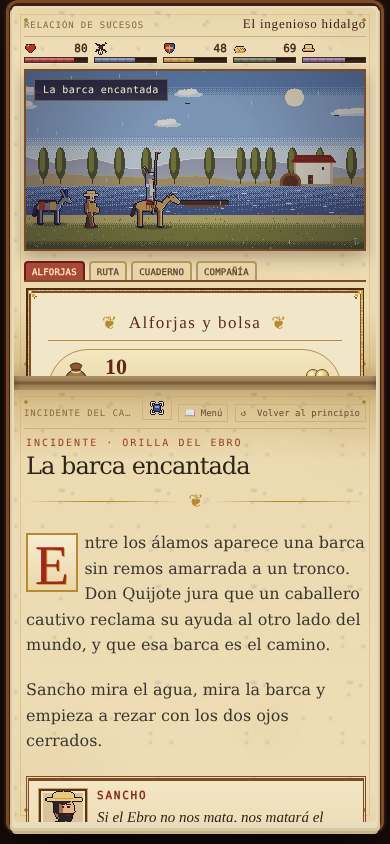 RELACIÓN DE SUCESOS
El ingenioso hidalgo
80
48
69
La barca encantada
ALFORJAS
RUTA
CUADERNO
COMPAÑÍA
Alforjas y bolsa
10
INCIDENTE DEL CA…
Menú
Volver al principio
INCIDENTE · ORILLA DEL EBRO
La barca encantada
Entre los álamos aparece una barca
sin remos amarrada a un tronco.
Don Quijote jura que un caballero
cautivo reclama su ayuda al otro lado del
mundo, y que esa barca es el camino.
Sancho mira el agua, mira la barca y
empieza a rezar con los dos ojos
cerrados.
SANCHO
Si el Ebro no nos mata, nos matará el